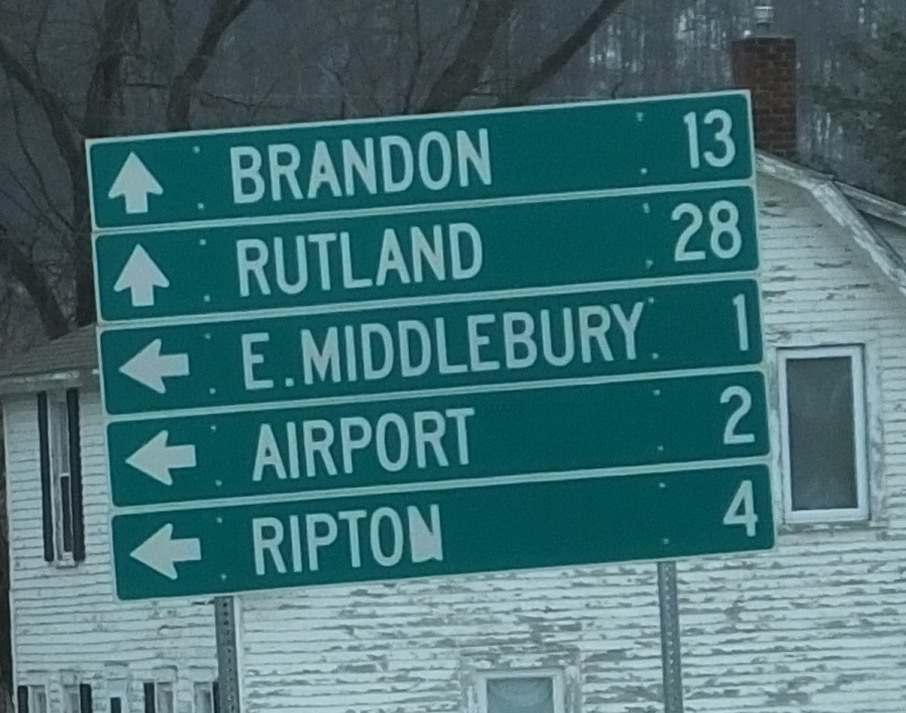 BRANDON 13
RUTLAND 28
E. MIDDLEBURY 1
AIRPORT 2
RIPTON 4